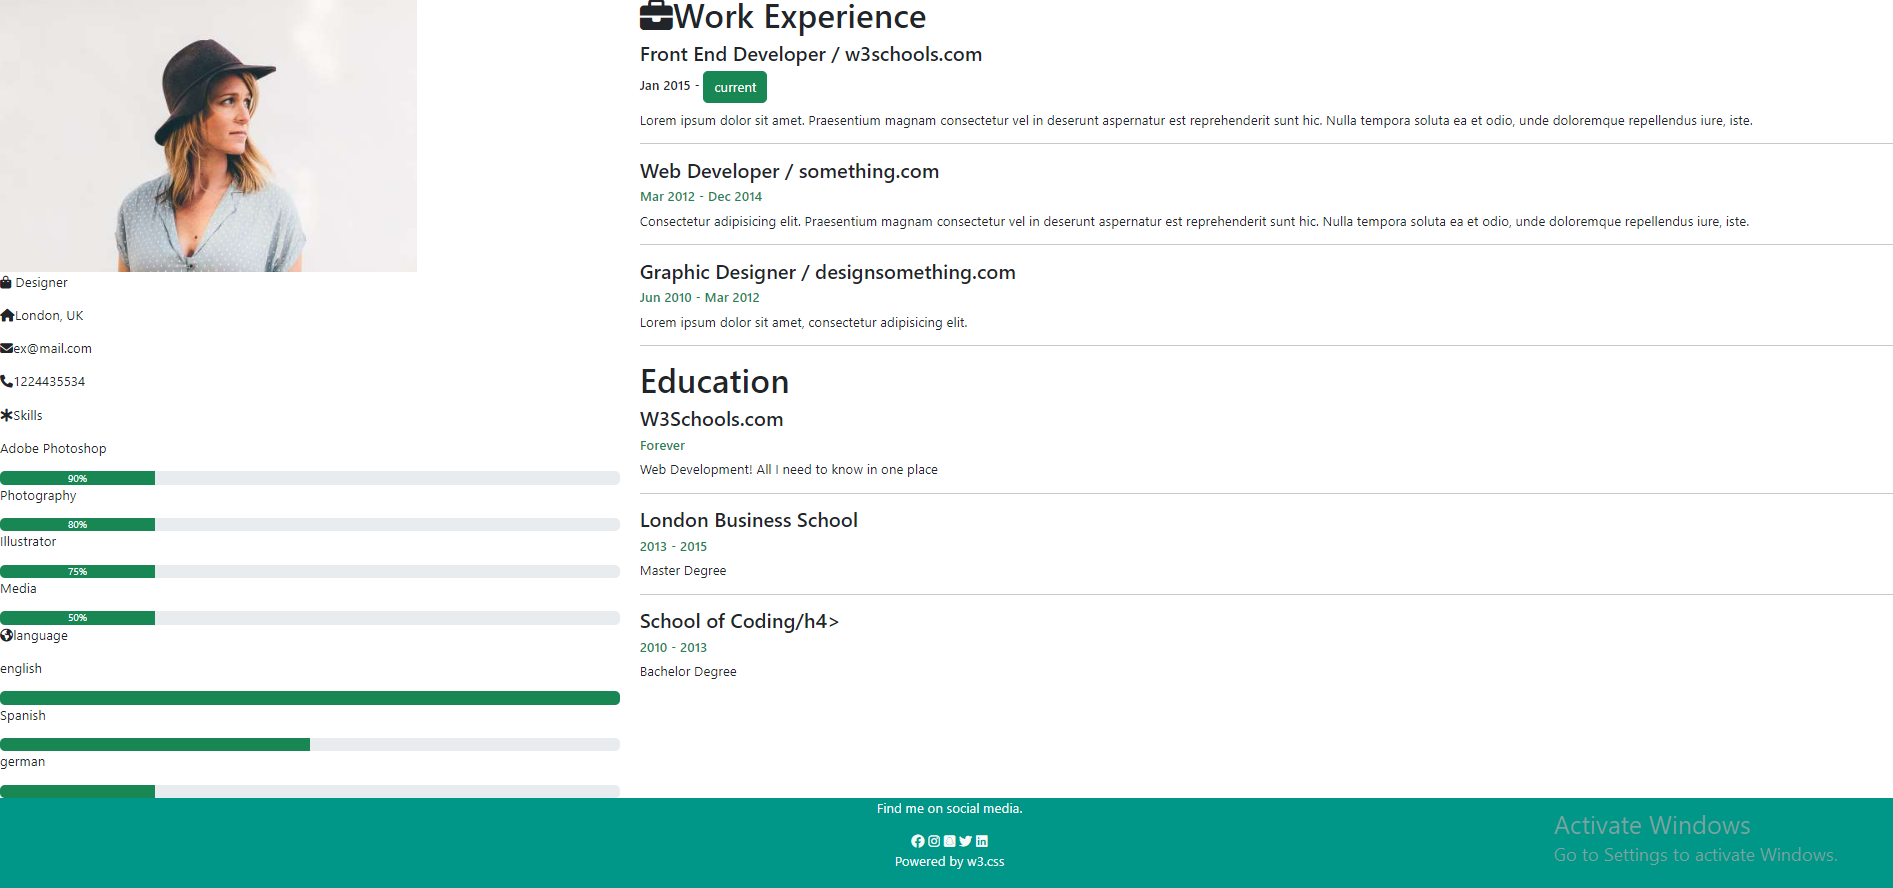 Designer
London, UK
ex@mail.com
1224435534
Skills
Adobe Photoshop
90%
Photography
80%
Illustrator
75%
Media
50%
language
english
Spanish
german
Work Experience
Front End Developer / w3schools.com
Jan 2015 - current
Lorem ipsum dolor sit amet. Praesentium magnam consectetur vel in deserunt aspernatur est reprehenderit sunt hic. Nulla tempora soluta ea et odio, unde doloremque repellendus iure, iste.
Web Developer / something.com
Mar 2012 - Dec 2014
Consectetur adipisicing elit. Praesentium magnam consectetur vel in deserunt aspernatur est reprehenderit sunt hic. Nulla tempora soluta ea et odio, unde doloremque repellendus iure, iste.
Graphic Designer / designsomething.com
Jun 2010 - Mar 2012
Lorem ipsum dolor sit amet, consectetur adipisicing elit.
Education
W3Schools.com
Forever
Web Development! All I need to know in one place
London Business School
2013 - 2015
Master Degree
School of Coding/h4>
2010 - 2013
Bachelor Degree
Find me on social media.
Powered by w3.css
Activate Windows
Go to Settings to activate Windows.